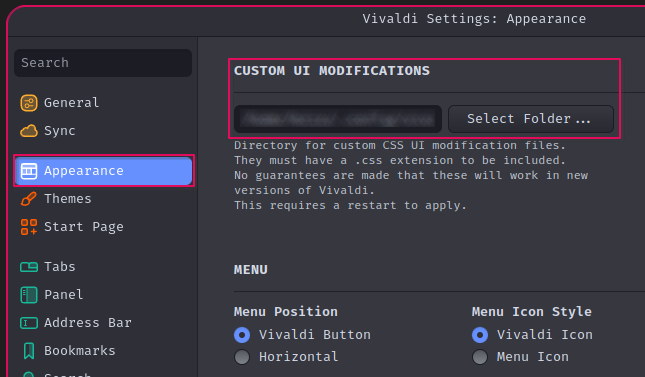 Vivaldi Settings: Appearance
Search
General
Sync
Appearance
Themes
Start Page
Tabs
Panel
Address Bar
Bookmarks
Search
CUSTOM UI MODIFICATIONS
Select Folder...
Directory for custom CSS UI modification files.
They must have a .css extension to be included.
No guarantees are made that these will work in new
versions of Vivaldi.
This requires a restart to apply.
MENU
Menu Position
Vivaldi Button
Horizontal
Menu Icon Style
Vivaldi Icon
Menu Icon